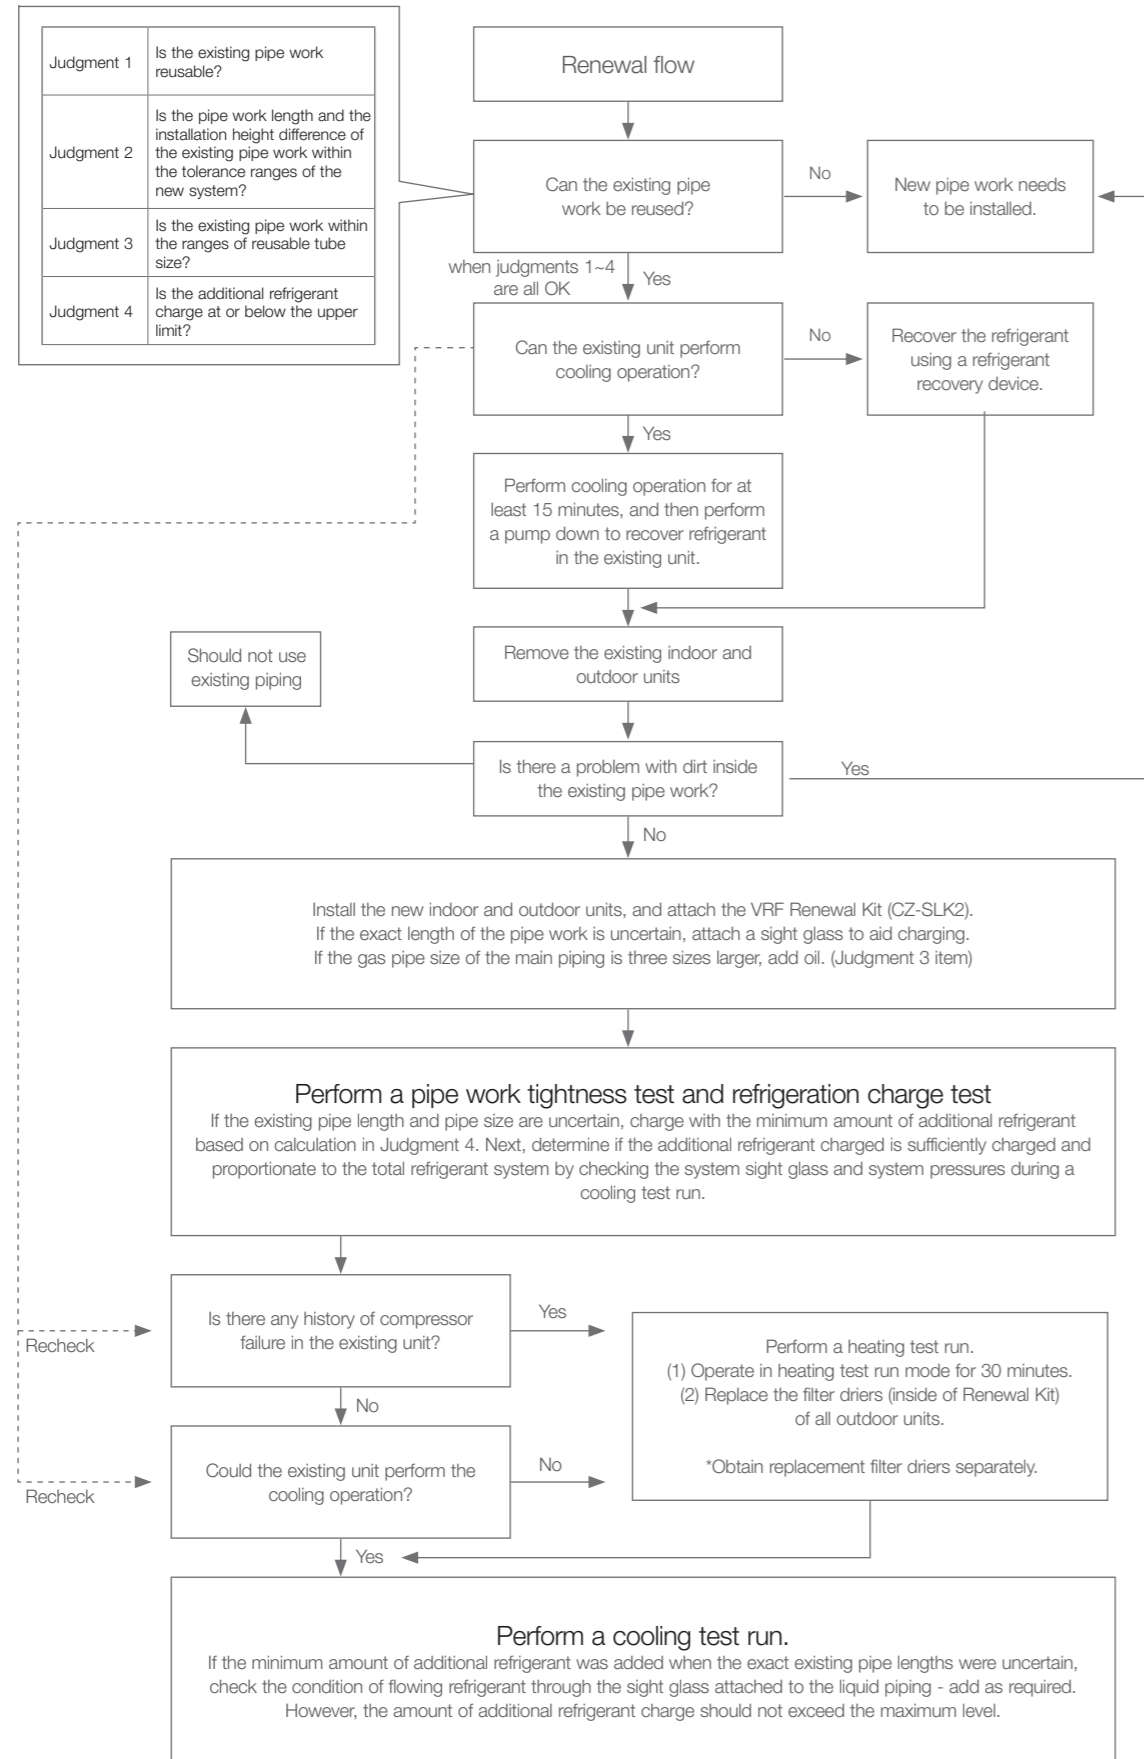 Judgment 1
Is the existing pipe work
reusable?
Judgment 2
Is the pipe work length and the
installation height difference of
the existing pipe work within
the tolerance ranges of the
new system?
Judgment 3
Is the existing pipe work within
the ranges of reusable tube
size?
Judgment 4
Is the additional refrigerant
charge at or below the upper
limit?
Renewal flow
Can the existing pipe
work be reused?
No
New pipe work needs
to be installed.
when judgments 1~4
are all OK
Yes
Can the existing unit perform
cooling operation?
No
Recover the refrigerant
using a refrigerant
recovery device.
Yes
Perform cooling operation for at
least 15 minutes, and then perform
a pump down to recover refrigerant
in the existing unit.
Remove the existing indoor and
outdoor units
Should not use
existing piping
Is there a problem with dirt inside
the existing pipe work?
Yes
No
Install the new indoor and outdoor units, and attach the VRF Renewal Kit (CZ-SLK2).
If the exact length of the pipe work is uncertain, attach a sight glass to aid charging.
If the gas pipe size of the main piping is three sizes larger, add oil. (Judgment 3 item)
Perform a pipe work tightness test and refrigeration charge test
If the existing pipe length and pipe size are uncertain, charge with the minimum amount of additional refrigerant
based on calculation in Judgment 4. Next, determine if the additional refrigerant charged is sufficiently charged and
proportionate to the total refrigerant system by checking the system sight glass and system pressures during a
cooling test run.
Recheck
Is there any history of compressor
failure in the existing unit?
Yes
Perform a heating test run.
(1) Operate in heating test run mode for 30 minutes.
(2) Replace the filter driers (inside of Renewal Kit)
of all outdoor units.
*Obtain replacement filter driers separately.
No
Recheck
Could the existing unit perform the
cooling operation?
No
Yes
Perform a cooling test run.
If the minimum amount of additional refrigerant was added when the exact existing pipe lengths were uncertain,
check the condition of flowing refrigerant through the sight glass attached to the liquid piping - add as required.
However, the amount of additional refrigerant charge should not exceed the maximum level.